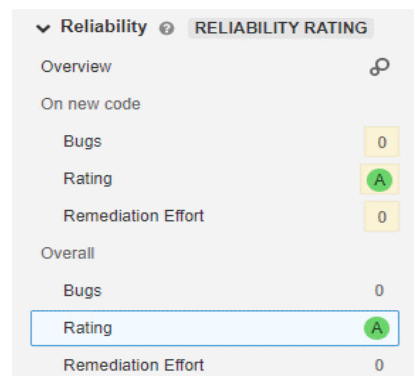 Reliability ? RELIABILITY RATING
Overview
On new code
Bugs 0
Rating A
Remediation Effort 0
Overall
Bugs 0
Rating A
Remediation Effort 0